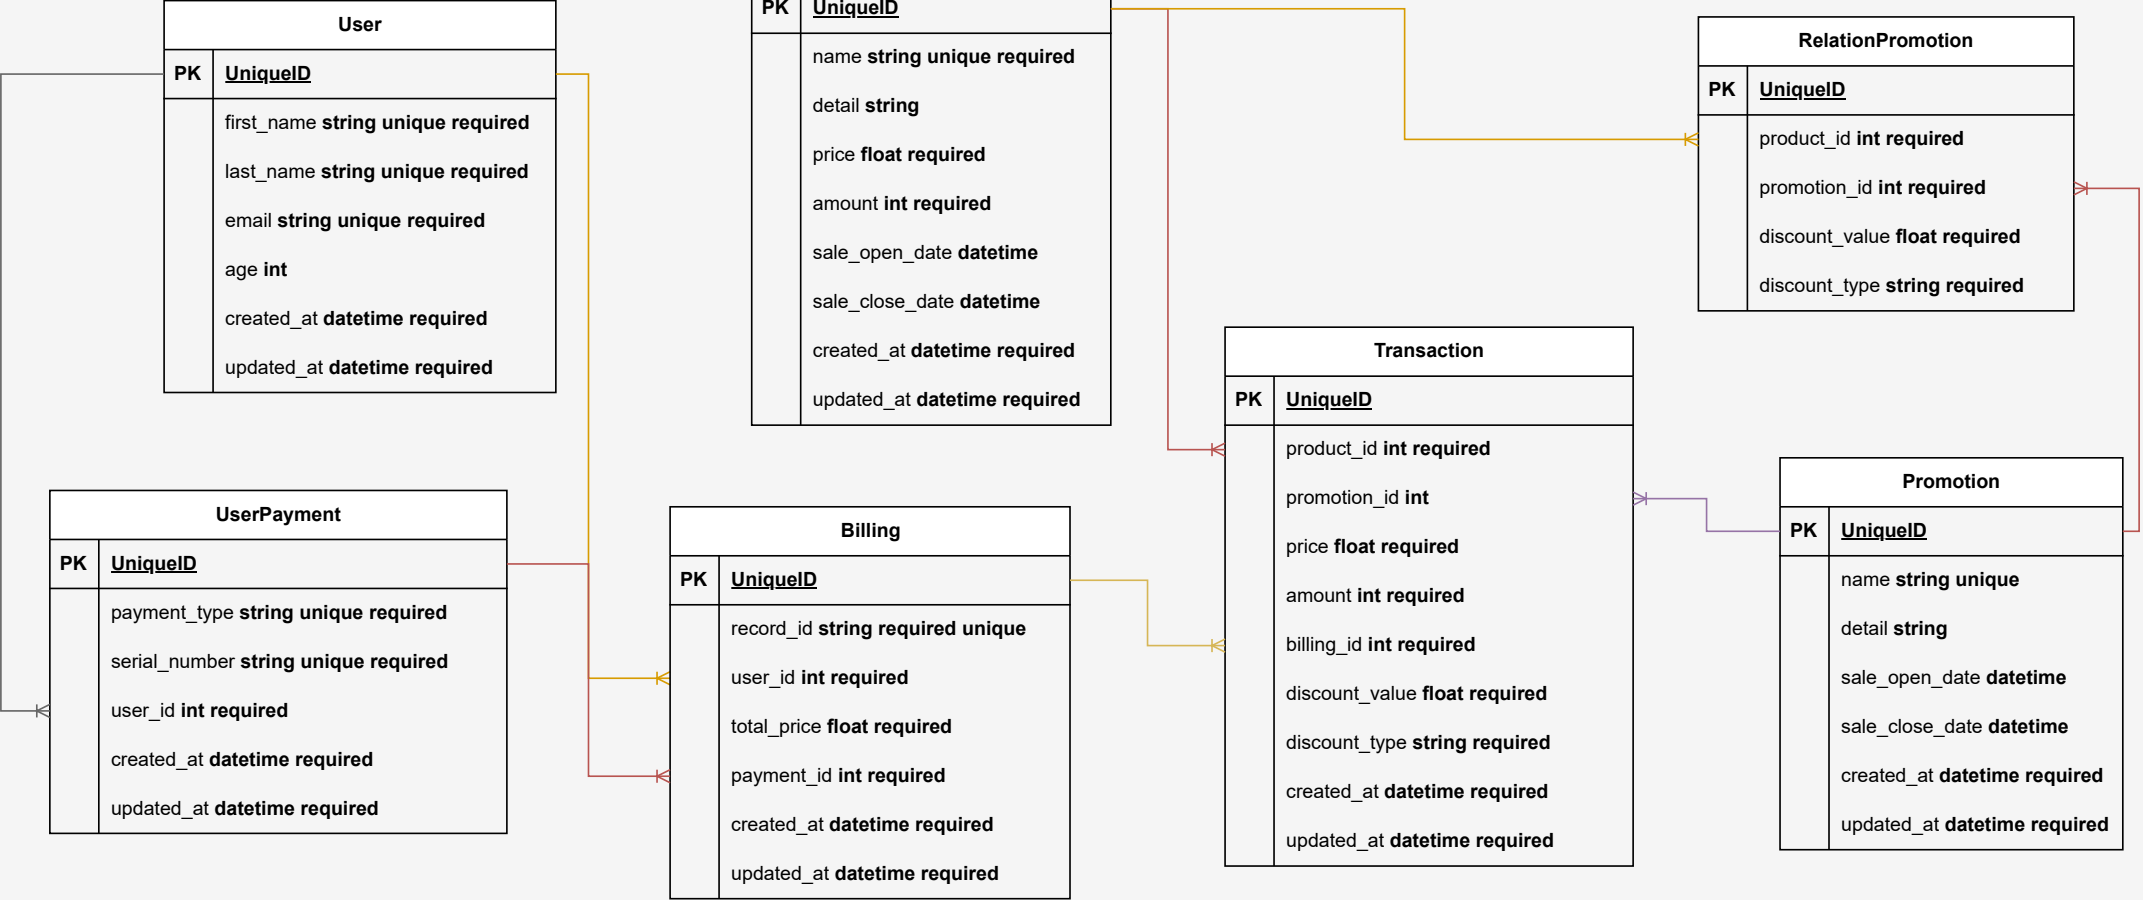 User
PK UniqueID
first_name string unique required
last_name string unique required
email string unique required
age int
created_at datetime required
updated_at datetime required
PK UniqueID
name string unique required
detail string
price float required
amount int required
sale_open_date datetime
sale_close_date datetime
created_at datetime required
updated_at datetime required
RelationPromotion
PK UniqueID
product_id int required
promotion_id int required
discount_value float required
discount_type string required
UserPayment
PK UniqueID
payment_type string unique required
serial_number string unique required
user_id int required
created_at datetime required
updated_at datetime required
Billing
PK UniqueID
record_id string required unique
user_id int required
total_price float required
payment_id int required
created_at datetime required
updated_at datetime required
Transaction
PK UniqueID
product_id int required
promotion_id int
price float required
amount int required
billing_id int required
discount_value float required
discount_type string required
created_at datetime required
updated_at datetime required
Promotion
PK UniqueID
name string unique
detail string
sale_open_date datetime
sale_close_date datetime
created_at datetime required
updated_at datetime required